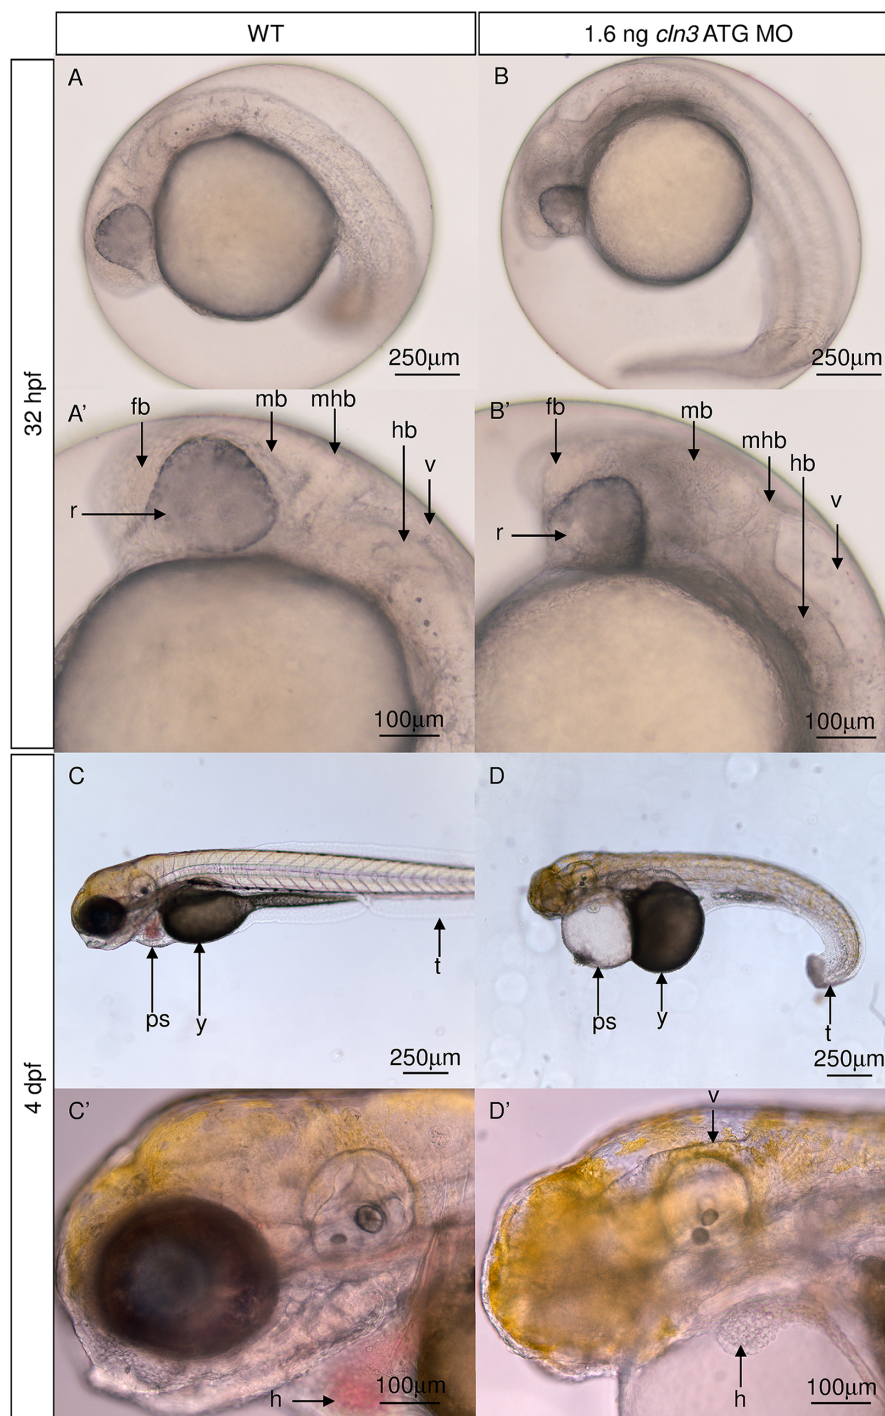 WT
1.6 ng cln3 ATG MO
32 hpf
A
250μm
B
250μm
A'
fb
mb
mhb
hb
v
r
100μm
B'
fb
mb
mhb
hb
v
r
100μm
4 dpf
C
ps
y
t
250μm
D
ps
y
t
250μm
C'
h
100μm
D'
v
h
100μm